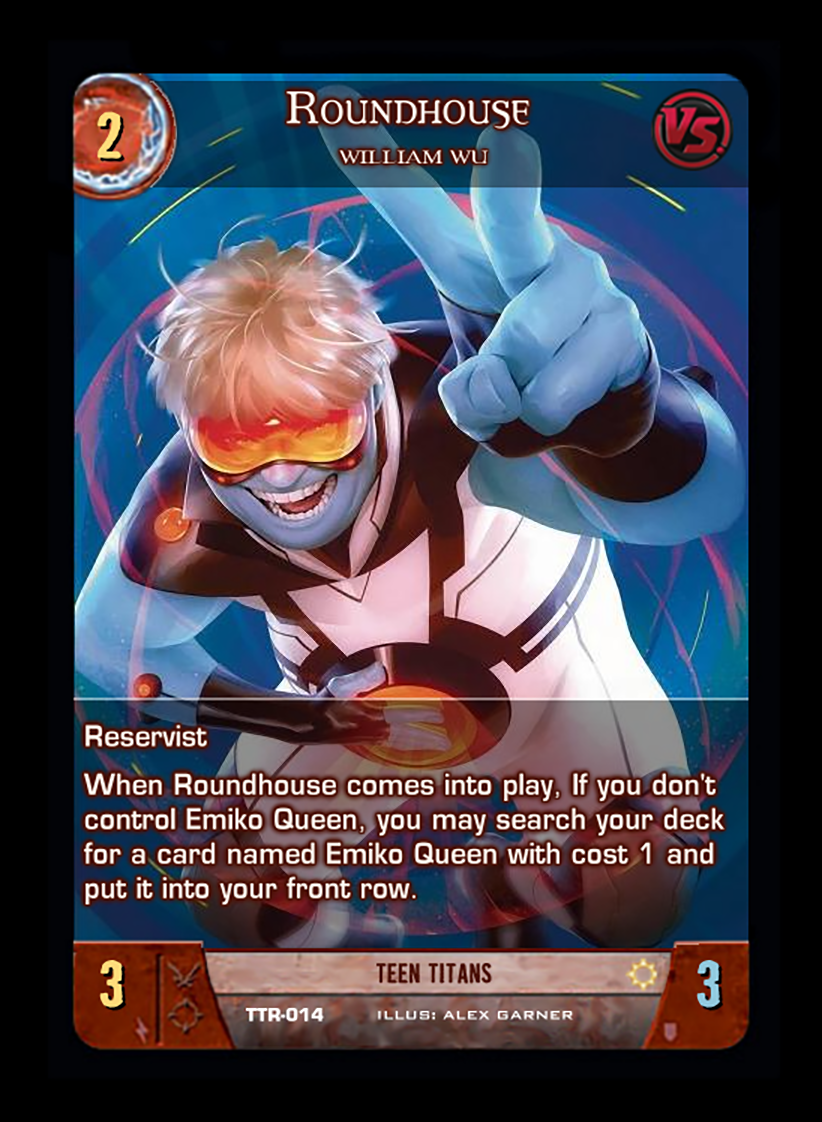 2
ROUNDHOUSE
VS.
WILLIAM WU
Reservist
When Roundhouse comes into play, If you don't
control Emiko Queen, you may search your deck
for a card named Emiko Queen with cost 1 and
put it into your front row.
3
TEEN TITANS
3
TTR-014
ILLUS: ALEX GARNER